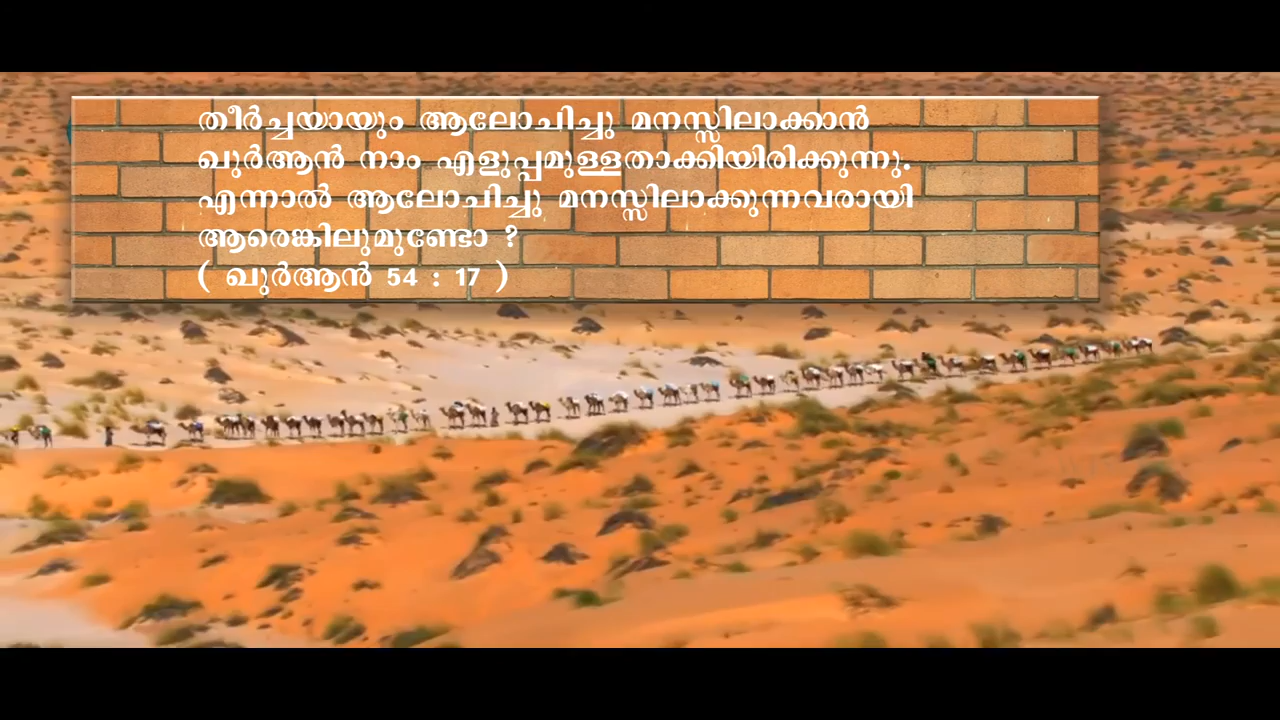 തീർച്ചയായും ആലോചിച്ചു മനസ്സിലാക്കാൻ
ഖുർആൻ നാം എളുപ്പമുള്ളതാക്കിയിരിക്കുന്നു.
എന്നാൽ ആലോചിച്ചു മനസ്സിലാക്കുന്നവരായി
ആരെങ്കിലുമുണ്ടോ ?
( ഖുർആൻ 54 : 17 )